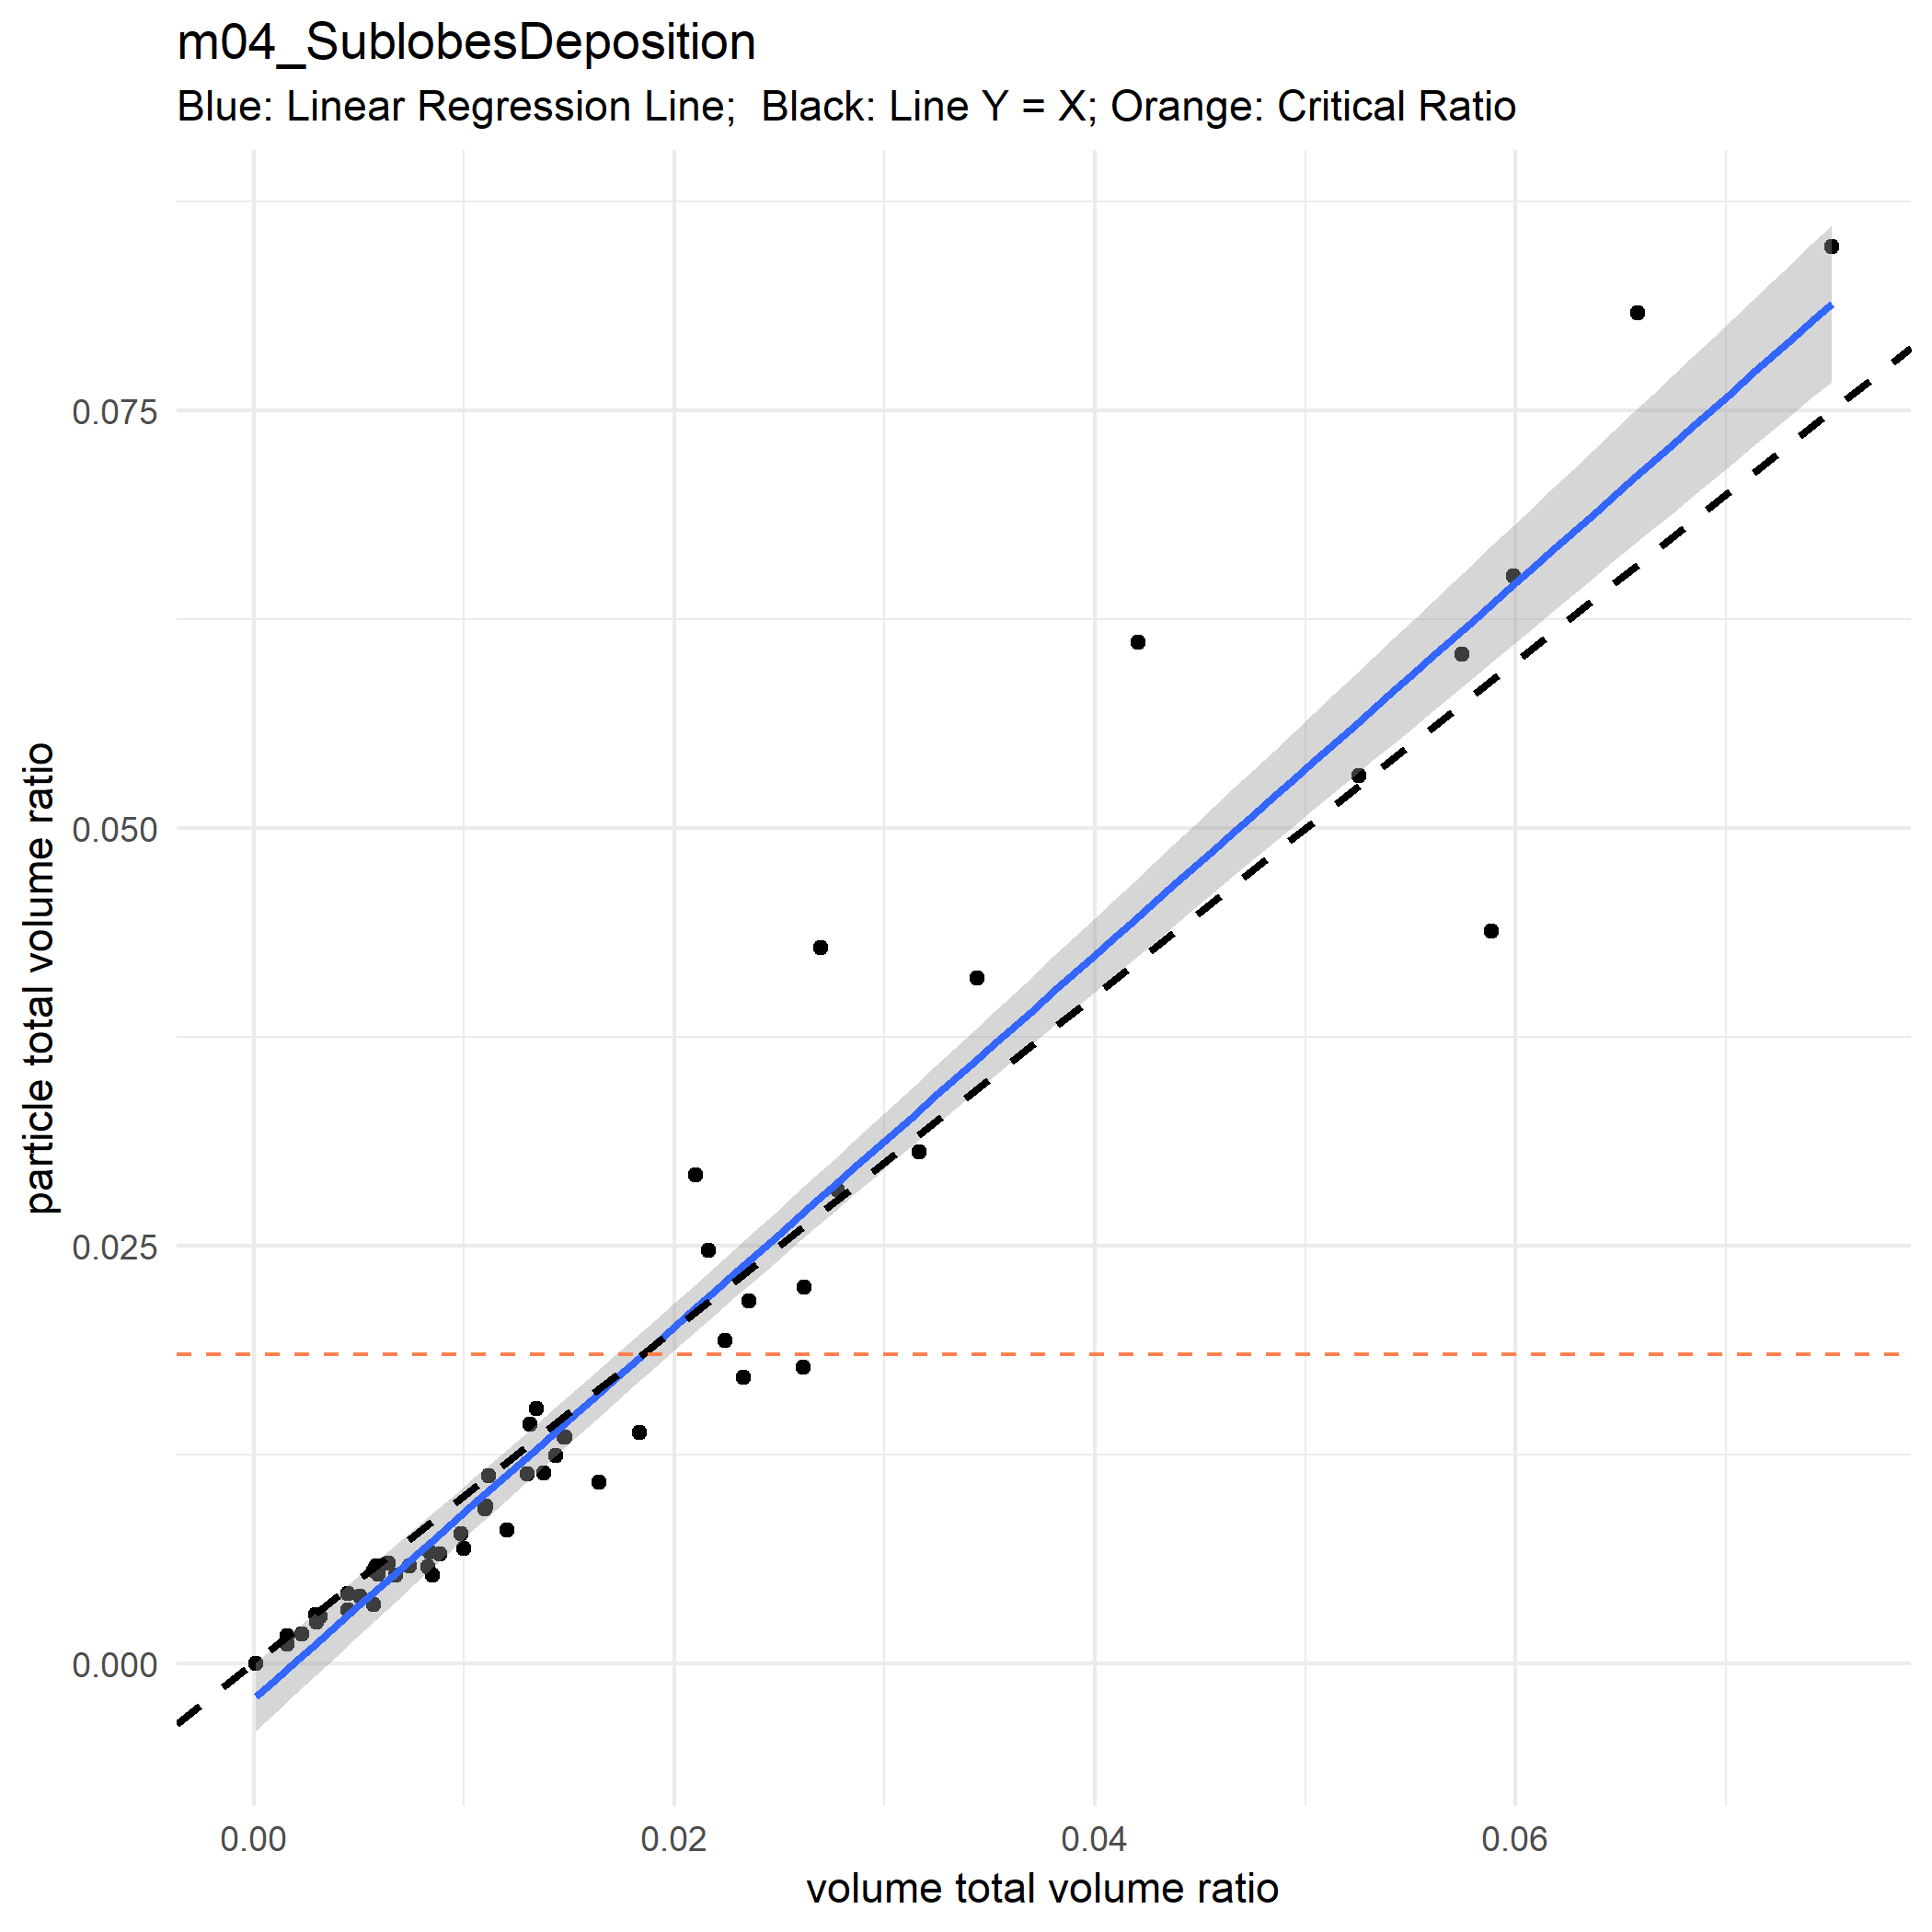 m04_SublobesDeposition
Blue: Linear Regression Line;  Black: Line Y = X; Orange: Critical Ratio
particle total volume ratio
0.075
0.050
0.025
0.000
0.00 0.02 0.04 0.06
volume total volume ratio